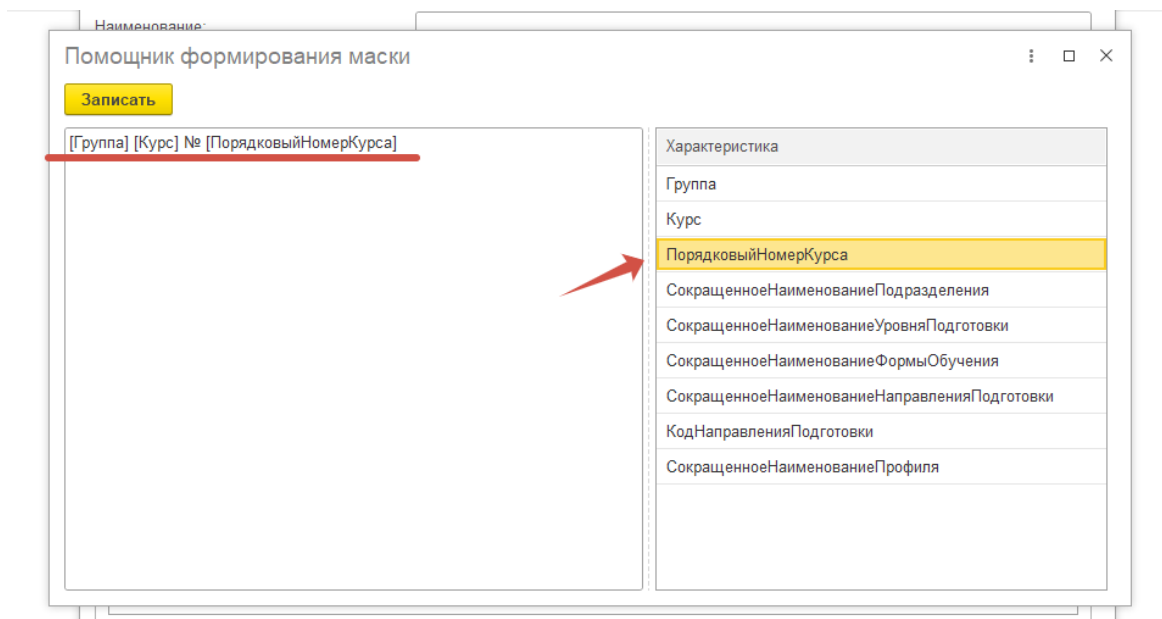 Наименование:
Помощник формирования маски
Записать
[Группа] [Курс] № [ПорядковыйНомерКурса]
Характеристика
Группа
Курс
ПорядковыйНомерКурса
СокращенноеНаименованиеПодразделения
СокращенноеНаименованиеУровняПодготовки
СокращенноеНаименованиеФормыОбучения
СокращенноеНаименованиеНаправленияПодготовки
КодНаправленияПодготовки
СокращенноеНаименованиеПрофиля